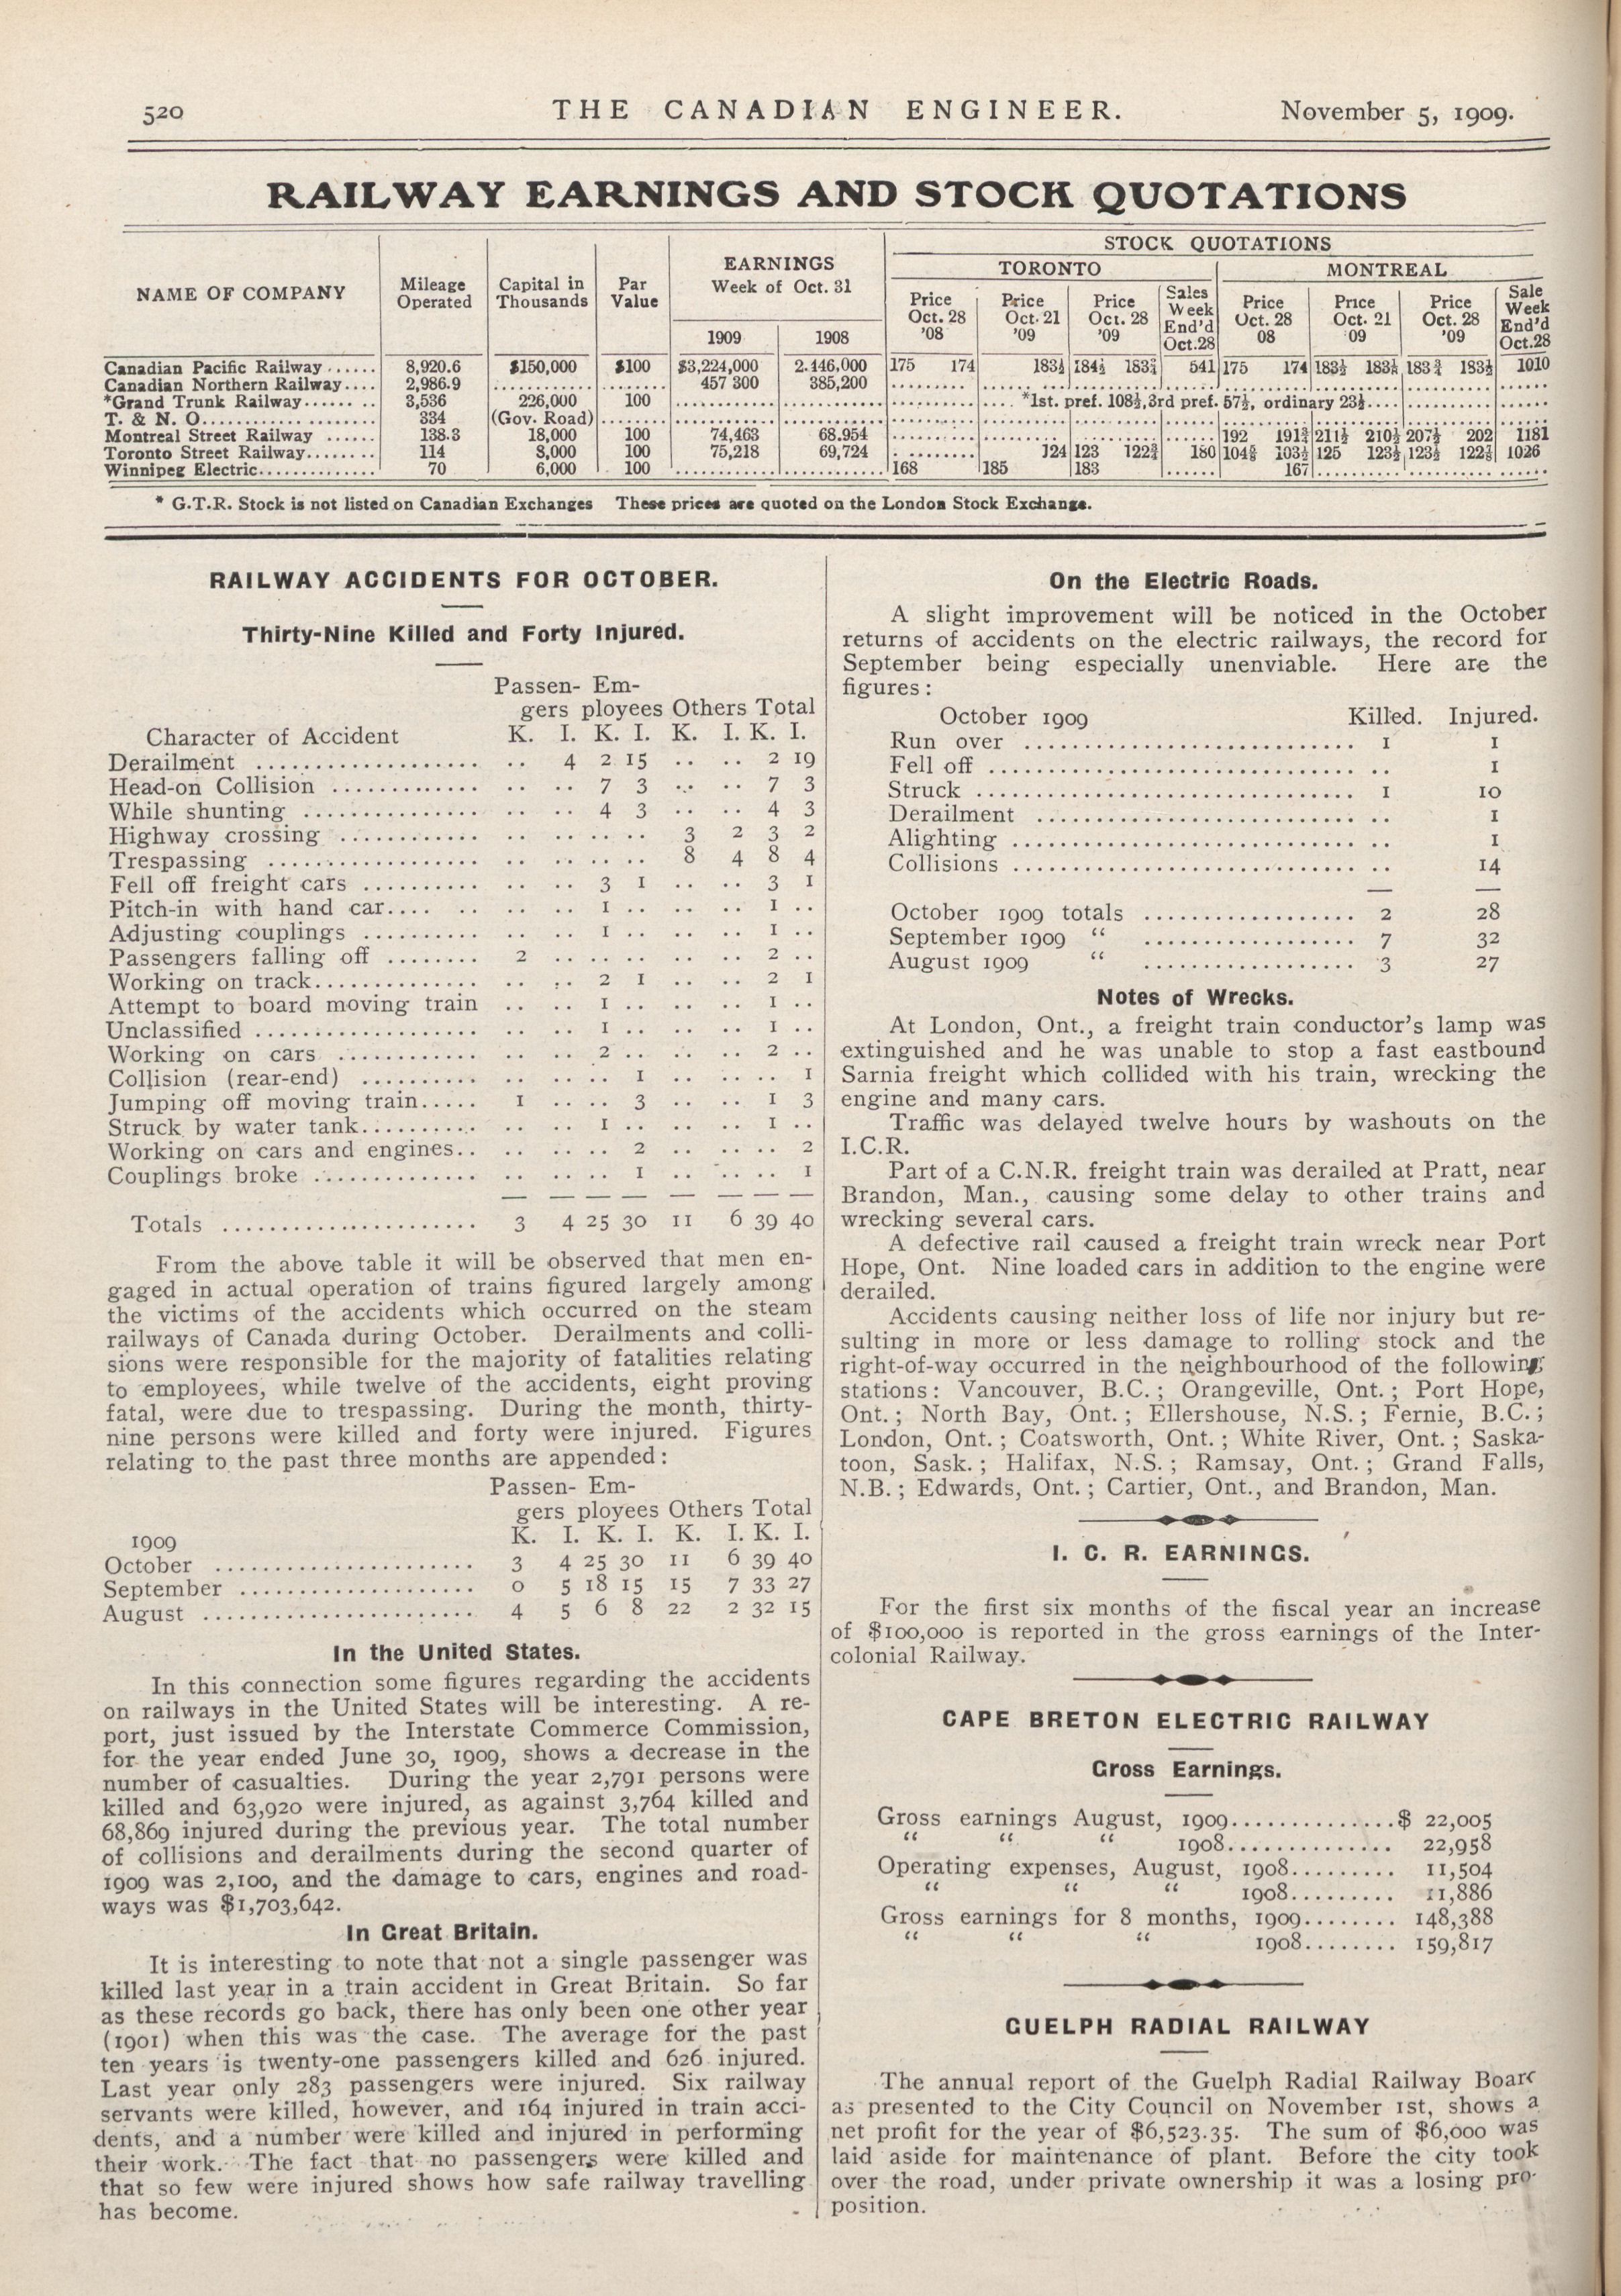 520 THE CANADIAN ENGINEER. November 5, 1909.
RAILWAY EARNINGS AND STOCK QUOTATIONS
NAME OF COMPANY
Mileage Operated
Capital in Thousands
Par Value
EARNINGS
Week of Oct. 31
1909 1908
STOCK QUOTATIONS
TORONTO MONTREAL
Price Oct. 28 '08
Price Oct. 21 '09
Price Oct. 28 '09
Sales Week End'd Oct.28
Price Oct. 28 08
Price Oct. 21 09
Price Oct. 28 '09
Sale Week End'd Oct.28
Canadian Pacific Railway...... 8,920.6 $150,000 $100 $3,224,000 2.446,000 175 174 541 175 174 1010
Canadian Northern Railway.... 2,986.9 457 300 385,200
*Grand Trunk Railway........ 3,536 226,000 100 *1st. pref. 108½, 3rd pref. 57½, ordinary 23½....
T. & N. O. 334 (Gov. Road)
Montreal Street Railway ...... 138.3 18,000 100 74,463 68.954 192 202 1181
Toronto Street Railway........ 114 8,000 100 75,218 69,724 124 123 180 125 1026
Winnipeg Electric............. 70 6,000 100 168 185 183 167
* G.T.R. Stock is not listed on Canadian Exchanges These prices are quoted on the London Stock Exchange.
RAILWAY ACCIDENTS FOR OCTOBER.
Thirty-Nine Killed and Forty Injured.
Passen- Em-
gers ployees Others Total
Character of Accident K. I. K. I. K. I. K. I.
Derailment .................. .. 4 2 15 .. .. 2 19
Head-on Collision ............. .. .. 7 3 .. .. 7 3
While shunting ............... .. .. 4 3 .. .. 4 3
Highway crossing ............ .. .. .. .. 3 2 3 2
Trespassing .................. .. .. .. .. 8 4 8 4
Fell off freight cars .......... .. .. 3 1 .. .. 3 1
Pitch-in with hand car.... .. .. .. 1 .. .. .. 1 ..
Adjusting couplings .......... .. .. 1 .. .. .. 1 ..
Passengers falling off ........ 2 .. .. .. .. .. 2 ..
Working on track.............. .. .. 2 1 .. .. 2 1
Attempt to board moving train .. .. 1 .. .. .. 1 ..
Unclassified ................... .. .. 1 .. .. .. 1 ..
Working on cars ............ .. .. 2 .. .. .. 2 ..
Collision (rear-end) .......... .. .. .. 1 .. .. .. 1
Jumping off moving train..... 1 .. .. 3 .. .. 1 3
Struck by water tank.......... .. .. 1 .. .. .. 1 ..
Working on cars and engines.. .. .. .. 2 .. .. .. 2
Couplings broke .............. .. .. .. 1 .. .. .. 1
Totals ...................... 3 4 25 30 11 6 39 40
From the above table it will be observed that men en-
gaged in actual operation of trains figured largely among
the victims of the accidents which occurred on the steam
railways of Canada during October. Derailments and colli-
sions were responsible for the majority of fatalities relating
to employees, while twelve of the accidents, eight proving
fatal, were due to trespassing. During the month, thirty-
nine persons were killed and forty were injured. Figures
relating to the past three months are appended:
Passen- Em-
gers ployees Others Total
1909 K. I. K. I. K. I. K. I.
October ...................... 3 4 25 30 11 6 39 40
September .................... 0 5 18 15 15 7 33 27
August ....................... 4 5 6 8 22 2 32 15
In the United States.
In this connection some figures regarding the accidents
on railways in the United States will be interesting. A re-
port, just issued by the Interstate Commerce Commission,
for the year ended June 30, 1909, shows a decrease in the
number of casualties. During the year 2,791 persons were
killed and 63,920 were injured, as against 3,764 killed and
68,869 injured during the previous year. The total number
of collisions and derailments during the second quarter of
1909 was 2,100, and the damage to cars, engines and road-
ways was $1,703,642.
In Great Britain.
It is interesting to note that not a single passenger was
killed last year in a train accident in Great Britain. So far
as these records go back, there has only been one other year
(1901) when this was the case. The average for the past
ten years is twenty-one passengers killed and 626 injured.
Last year only 283 passengers were injured. Six railway
servants were killed, however, and 164 injured in train acci-
dents, and a number were killed and injured in performing
their work. The fact that no passengers were killed and
that so few were injured shows how safe railway travelling
has become.
On the Electric Roads.
A slight improvement will be noticed in the October
returns of accidents on the electric railways, the record for
September being especially unenviable. Here are the
figures:
October 1909 Killed. Injured.
Run over ............................. 1 1
Fell off ................................. .. 1
Struck ................................. 1 10
Derailment ............................ .. 1
Alighting .............................. .. 1
Collisions .............................. .. 14
October 1909 totals .................. 2 28
September 1909 “ .................. 7 32
August 1909 “ .................. 3 27
Notes of Wrecks.
At London, Ont., a freight train conductor's lamp was
extinguished and he was unable to stop a fast eastbound
Sarnia freight which collided with his train, wrecking the
engine and many cars.
Traffic was delayed twelve hours by washouts on the
I.C.R.
Part of a C.N.R. freight train was derailed at Pratt, near
Brandon, Man., causing some delay to other trains and
wrecking several cars.
A defective rail caused a freight train wreck near Port
Hope, Ont. Nine loaded cars in addition to the engine were
derailed.
Accidents causing neither loss of life nor injury but re-
sulting in more or less damage to rolling stock and the
right-of-way occurred in the neighbourhood of the following
stations: Vancouver, B.C.; Orangeville, Ont.; Port Hope,
Ont.; North Bay, Ont.; Ellershouse, N.S.; Fernie, B.C.;
London, Ont.; Coatsworth, Ont.; White River, Ont.; Saska-
toon, Sask.; Halifax, N.S.; Ramsay, Ont.; Grand Falls,
N.B.; Edwards, Ont.; Cartier, Ont., and Brandon, Man.
I. C. R. EARNINGS.
For the first six months of the fiscal year an increase
of $100,000 is reported in the gross earnings of the Inter-
colonial Railway.
CAPE BRETON ELECTRIC RAILWAY
Gross Earnings.
Gross earnings August, 1909..............$ 22,005
“ “ “ 1908.............. 22,958
Operating expenses, August, 1908......... 11,504
“ “ “ 1908......... 11,886
Gross earnings for 8 months, 1909........ 148,388
“ “ “ 1908........ 159,817
GUELPH RADIAL RAILWAY
The annual report of the Guelph Radial Railway Board
as presented to the City Council on November 1st, shows a
net profit for the year of $6,523.35. The sum of $6,000 was
laid aside for maintenance of plant. Before the city took
over the road, under private ownership it was a losing pro-
position.